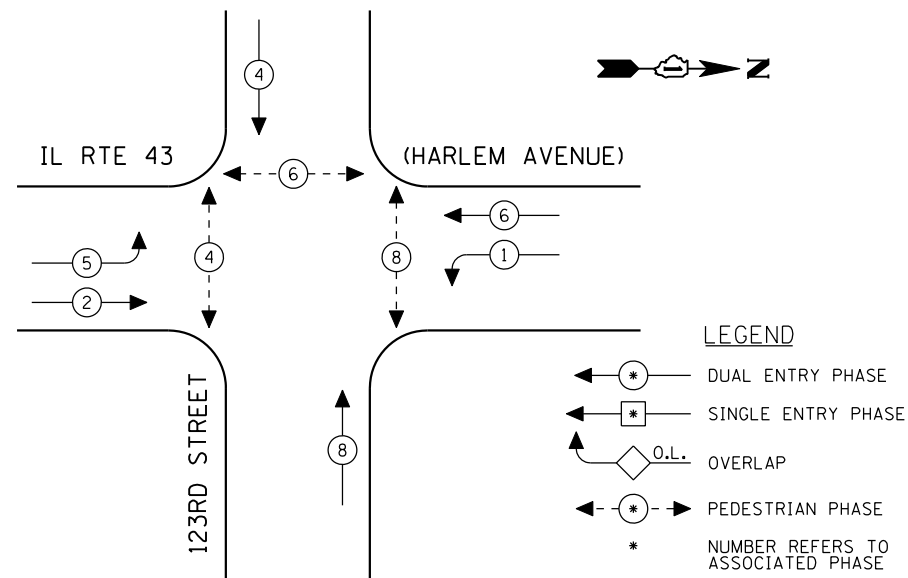 4
IL RTE 43
(HARLEM AVENUE)
N
6
6
4
8
5
1
2
8
123RD STREET
LEGEND
* DUAL ENTRY PHASE
* SINGLE ENTRY PHASE
O.L. OVERLAP
* PEDESTRIAN PHASE
* NUMBER REFERS TO
ASSOCIATED PHASE